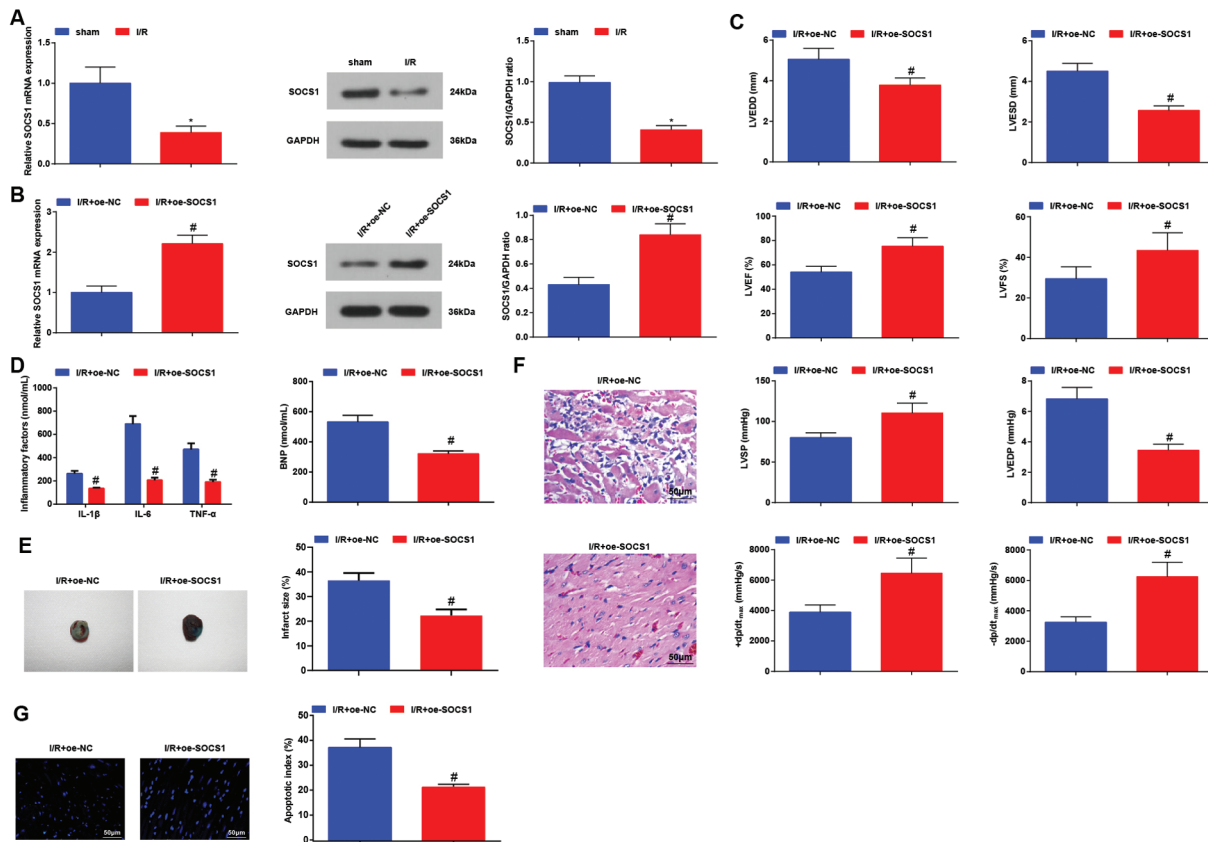 A
sham I/R
Relative SOCS1 mRNA expression
1.5
1.0
0.5
0.0
*
sham I/R
SOCS1 24kDa
GAPDH 36kDa
sham I/R
SOCS1/GAPDH ratio
1.5
1.0
0.5
0.0
*
B
I/R+oe-NC I/R+oe-SOCS1
Relative SOCS1 mRNA expression
3
2
1
0
#
I/R+oe-NC I/R+oe-SOCS1
SOCS1 24kDa
GAPDH 36kDa
I/R+oe-NC I/R+oe-SOCS1
SOCS1/GAPDH ratio
1.0
0.8
0.6
0.4
0.2
0.0
#
C
I/R+oe-NC I/R+oe-SOCS1
LVEDD (mm)
6
4
2
0
#
I/R+oe-NC I/R+oe-SOCS1
LVESD (mm)
6
4
2
0
#
I/R+oe-NC I/R+oe-SOCS1
LVEF (%)
100
75
50
25
0
#
I/R+oe-NC I/R+oe-SOCS1
LVFS (%)
60
40
20
0
#
I/R+oe-NC I/R+oe-SOCS1
LVSP (mmHg)
150
100
50
0
#
I/R+oe-NC I/R+oe-SOCS1
LVEDP (mmHg)
8
6
4
2
0
#
I/R+oe-NC I/R+oe-SOCS1
+dp/dt max (mmHg/s)
8000
6000
4000
2000
0
#
I/R+oe-NC I/R+oe-SOCS1
-dp/dt max (mmHg/s)
8000
6000
4000
2000
0
#
D
I/R+oe-NC I/R+oe-SOCS1
Inflammatory factors (nmol/mL)
1000
800
600
400
200
0
# # #
IL-1β IL-6 TNF-α
I/R+oe-NC I/R+oe-SOCS1
BNP (nmol/mL)
800
600
400
200
0
#
E
I/R+oe-NC I/R+oe-SOCS1
I/R+oe-NC I/R+oe-SOCS1
Infarct size (%)
50
40
30
20
10
0
#
F
I/R+oe-NC
50μm
I/R+oe-SOCS1
50μm
G
I/R+oe-NC I/R+oe-SOCS1
50μm 50μm
I/R+oe-NC I/R+oe-SOCS1
Apoptotic index (%)
50
40
30
20
10
0
#